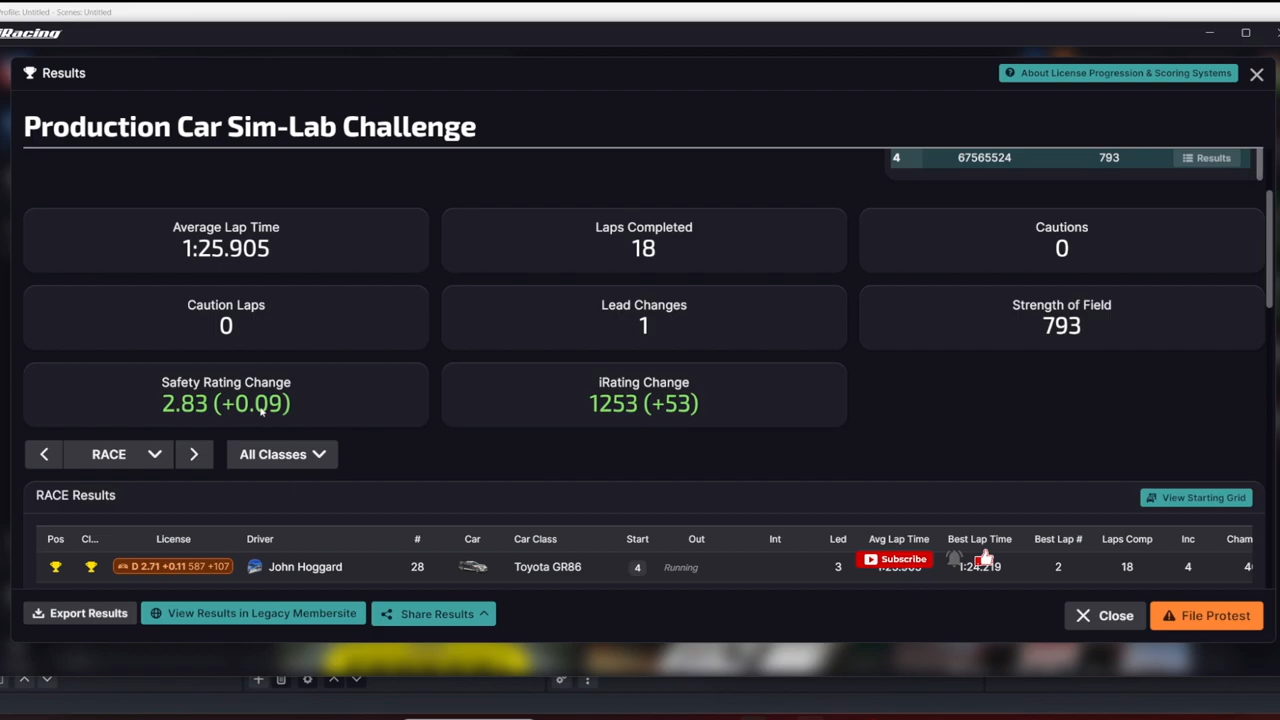 Profile: Untitled - Scenes: Untitled
iRacing
Results
About License Progression & Scoring Systems
Production Car Sim-Lab Challenge
4 67565524 793 Results
Average Lap Time
1:25.905
Laps Completed
18
Cautions
0
Caution Laps
0
Lead Changes
1
Strength of Field
793
Safety Rating Change
2.83 (+0.09)
iRating Change
1253 (+53)
RACE
All Classes
RACE Results
View Starting Grid
Pos Cl... License Driver # Car Car Class Start Out Int Led Avg Lap Time Best Lap Time Best Lap # Laps Comp Inc Cham
D 2.71 +0.11 587 +107 John Hoggard 28 Toyota GR86 4 Running 3 2 18 4
Subscribe
Export Results
View Results in Legacy Membersite
Share Results
Close
File Protest